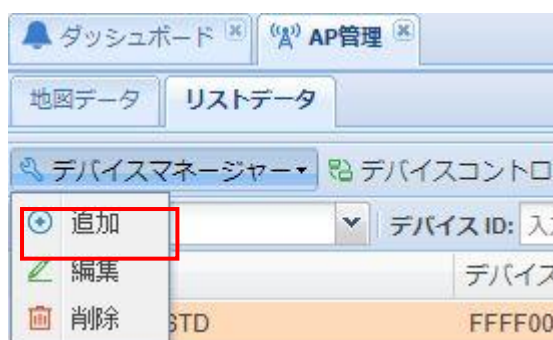 ダッシュボード AP管理
地図データ リストデータ
デバイスマネージャー デバイスコントロ
追加 デバイス ID: 入
編集 デバイス
削除 STD FFFF00